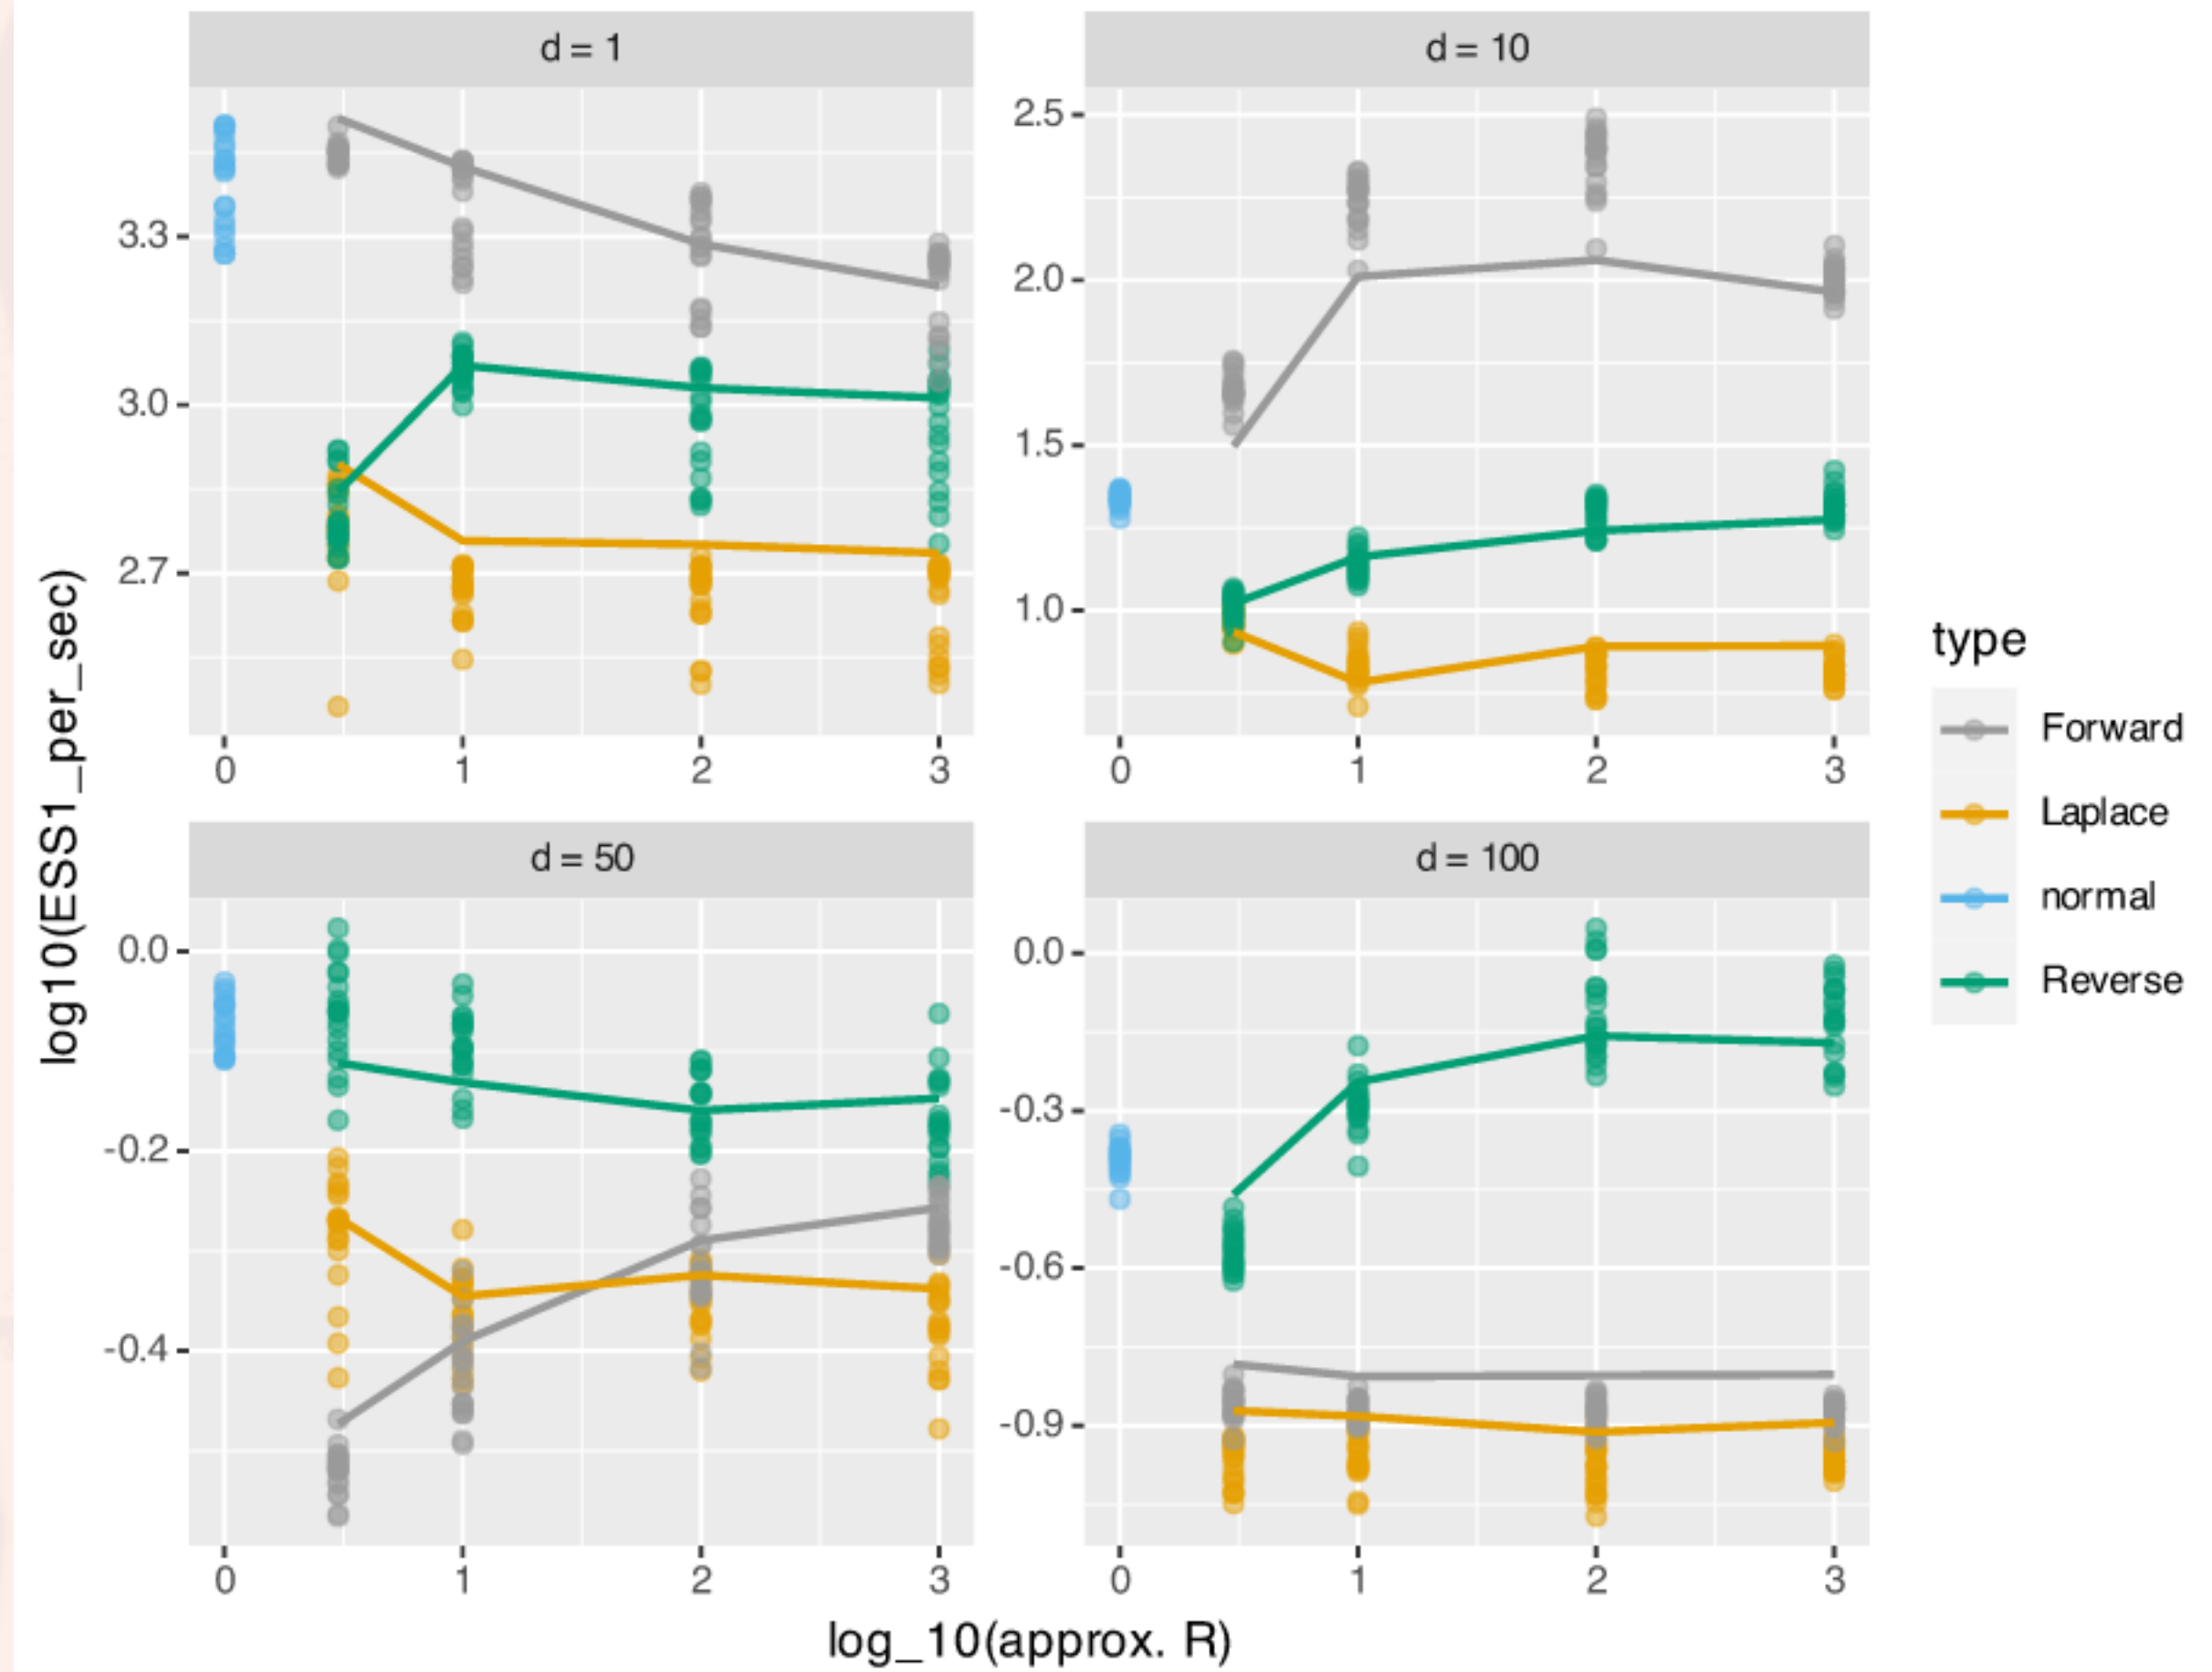 d = 1
d = 10
3.3
3.0
2.7
2.5
2.0
1.5
1.0
0 1 2 3
0 1 2 3
d = 50
d = 100
0.0
-0.2
-0.4
0.0
-0.3
-0.6
-0.9
0 1 2 3
0 1 2 3
log10(ESS1_per_sec)
log_10(approx. R)
type
Forward
Laplace
normal
Reverse